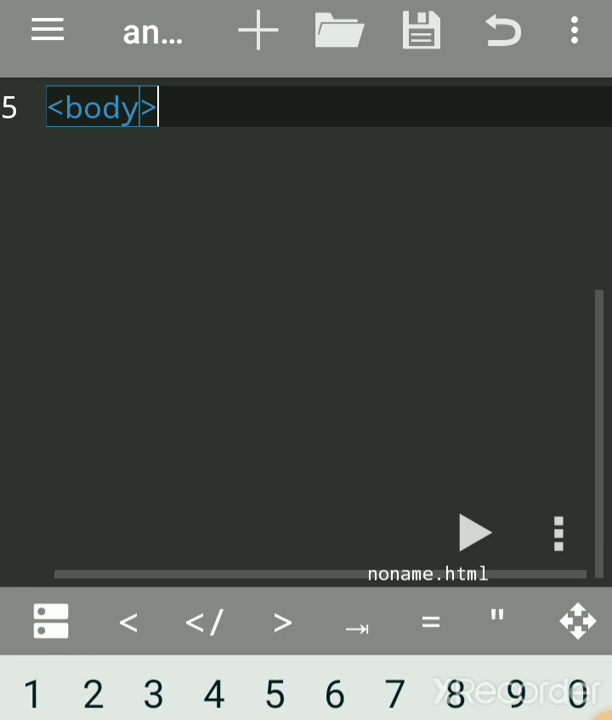 an...
5 <body>
noname.html
< </ > = "
1 2 3 4 5 6 7 8 9 0
XRecorder